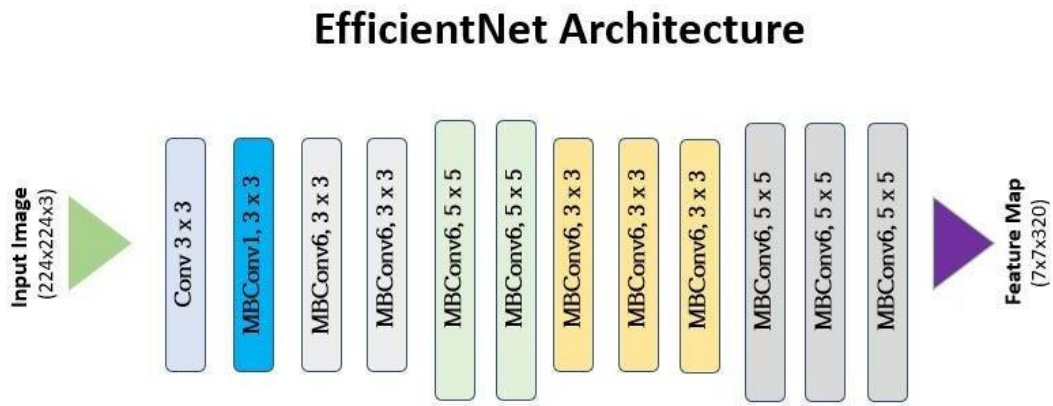 EfficientNet Architecture
Input Image
(224x224x3)
Conv 3 x 3
MBConv1, 3 x 3
MBConv6, 3 x 3
MBConv6, 3 x 3
MBConv6, 5 x 5
MBConv6, 5 x 5
MBConv6, 3 x 3
MBConv6, 3 x 3
MBConv6, 3 x 3
MBConv6, 5 x 5
MBConv6, 5 x 5
MBConv6, 5 x 5
Feature Map
(7x7x320)